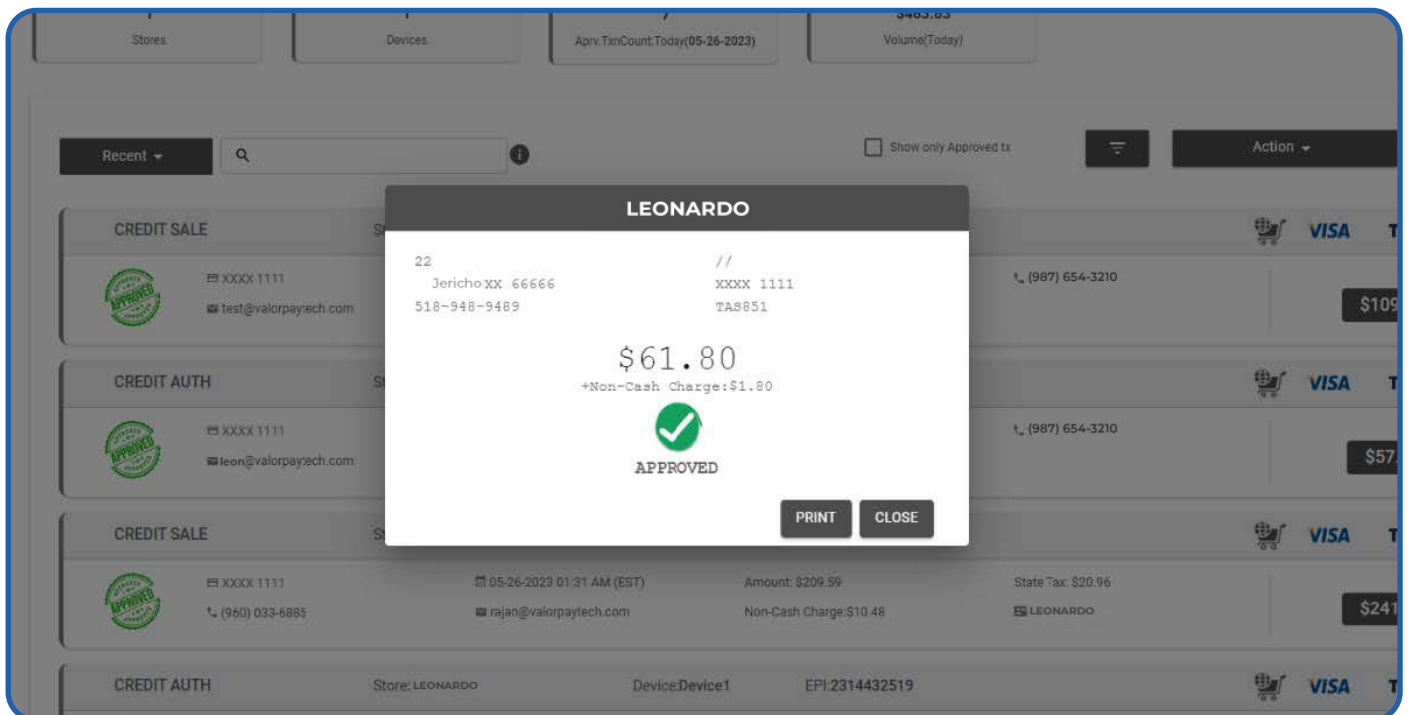 $483.83
Stores
Devices
Aprv.TxnCount:Today(05-26-2023)
Volume(Today)
Recent
Show only Approved tx
Action
LEONARDO
22 //
Jericho XX 66666 XXXX 1111
518-948-9489 TAS851
$61.80
+Non-Cash Charge:$1.80
APPROVED
PRINT CLOSE
CREDIT SALE VISA
APPROVED
XXXX 1111 (987) 654-3210
test@valorpaytech.com
$109
CREDIT AUTH VISA
APPROVED
XXXX 1111 (987) 654-3210
leon@valorpaytech.com
$57.
CREDIT SALE VISA
APPROVED
XXXX 1111 05-26-2023 01:31 AM (EST) Amount: $209.59 State Tax: $20.96
(960) 033-6885 rajan@valorpaytech.com Non-Cash Charge:$10.48 LEONARDO
$241
CREDIT AUTH Store: LEONARDO Device:Device1 EPI:2314432519 VISA